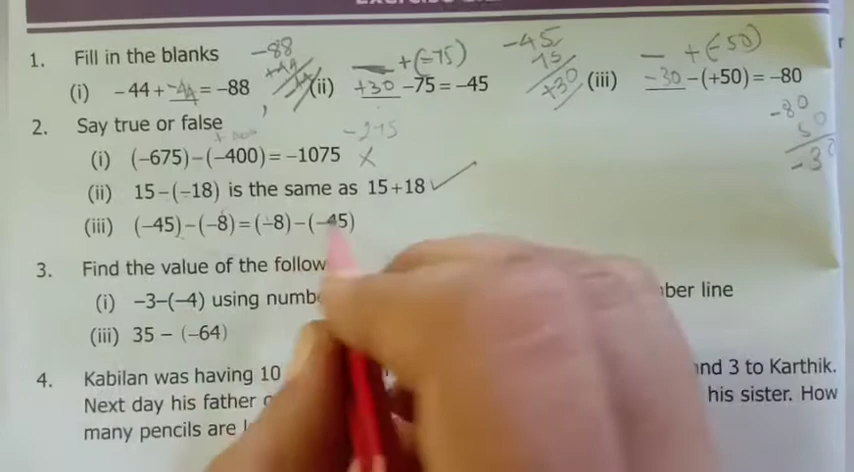 1. Fill in the blanks -88 +(-75) -45 +(-50)
(i) -44+-44=-88 (ii) +30-75=-45 75 +30 (iii) -30-(+50)=-80
-80
50
-30
2. Say true or false
-275
(i) (-675)-(-400)=-1075 X
(ii) 15-(-18) is the same as 15+18 ✓
(iii) (-45)-(-8)=(-8)-(-45)
3. Find the value of the follow
(i) -3-(-4) using numb ber line
(iii) 35 - (-64)
4. Kabilan was having 10 and 3 to Karthik.
Next day his father his sister. How
many pencils are